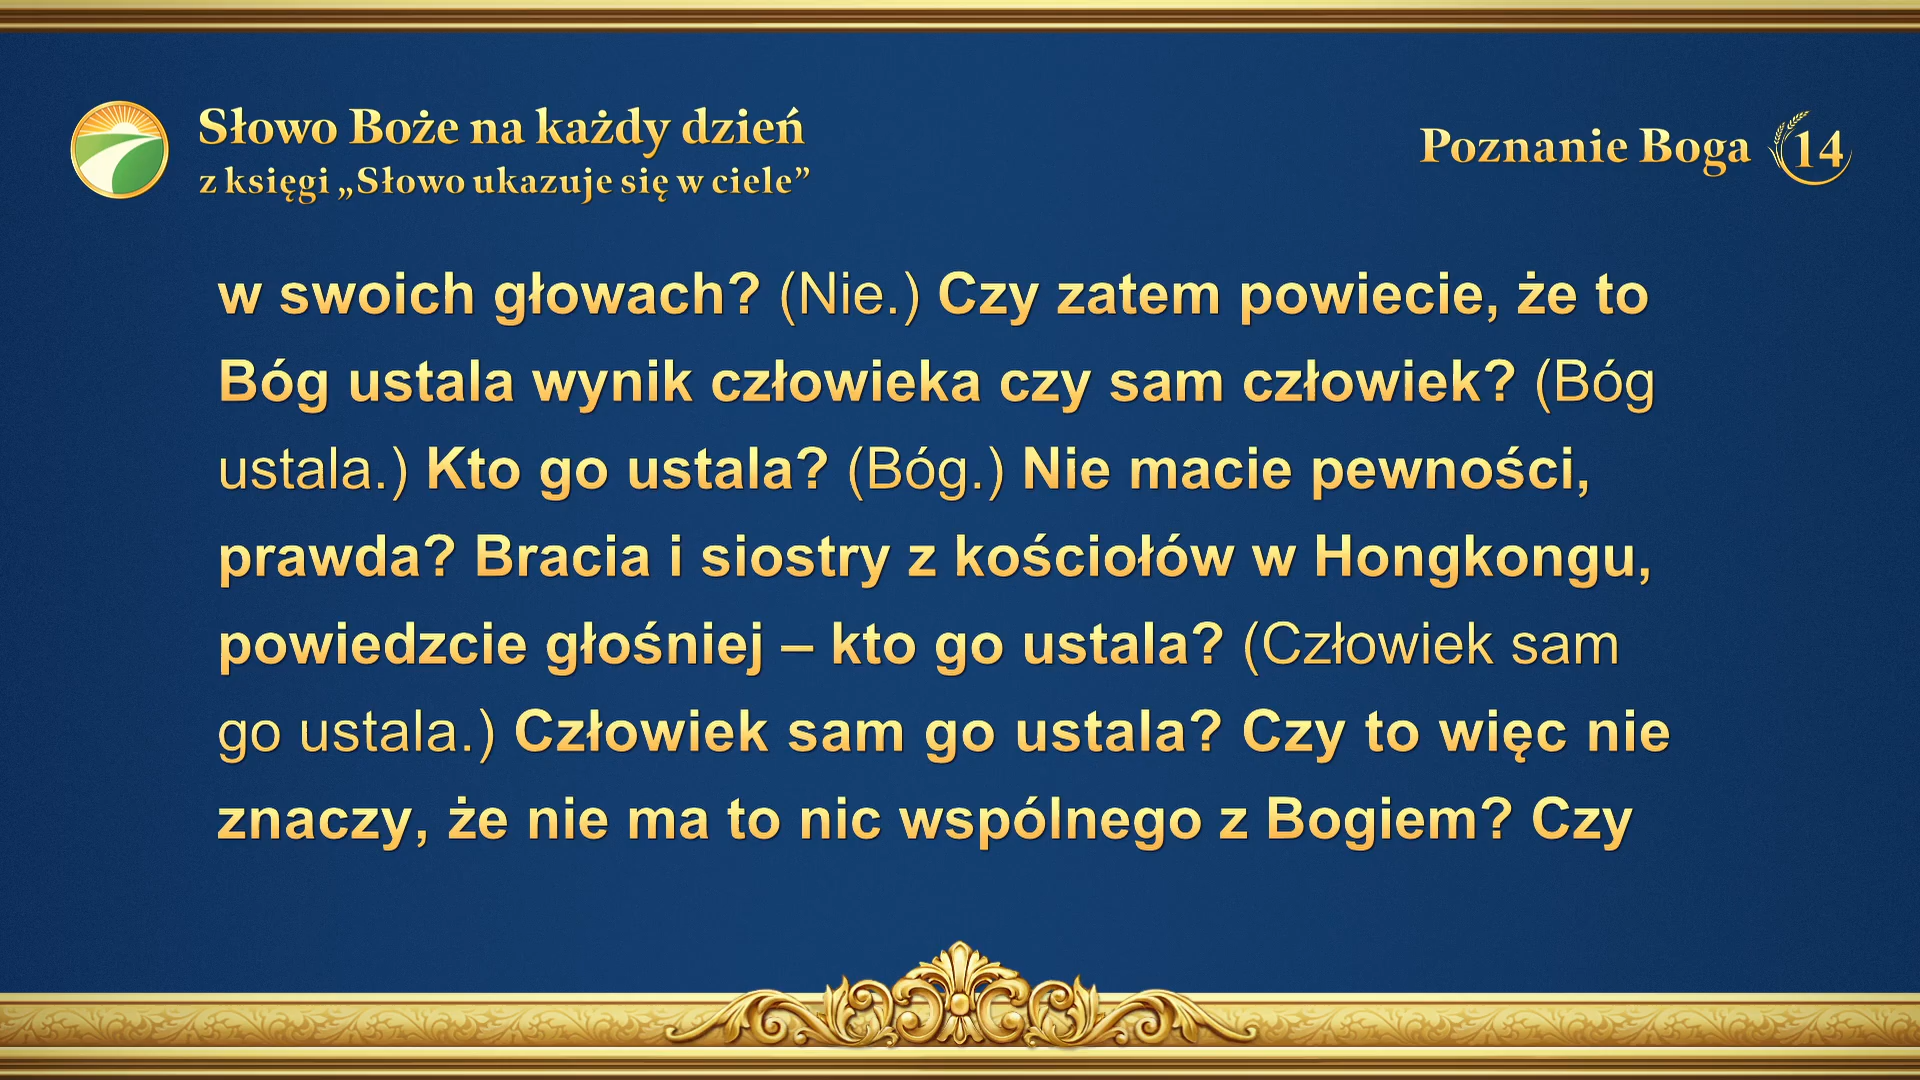 Słowo Boże na każdy dzień
z księgi „Słowo ukazuje się w ciele”
Poznanie Boga 14
w swoich głowach? (Nie.) Czy zatem powiecie, że to
Bóg ustala wynik człowieka czy sam człowiek? (Bóg
ustala.) Kto go ustala? (Bóg.) Nie macie pewności,
prawda? Bracia i siostry z kościołów w Hongkongu,
powiedzcie głośniej – kto go ustala? (Człowiek sam
go ustala.) Człowiek sam go ustala? Czy to więc nie
znaczy, że nie ma to nic wspólnego z Bogiem? Czy